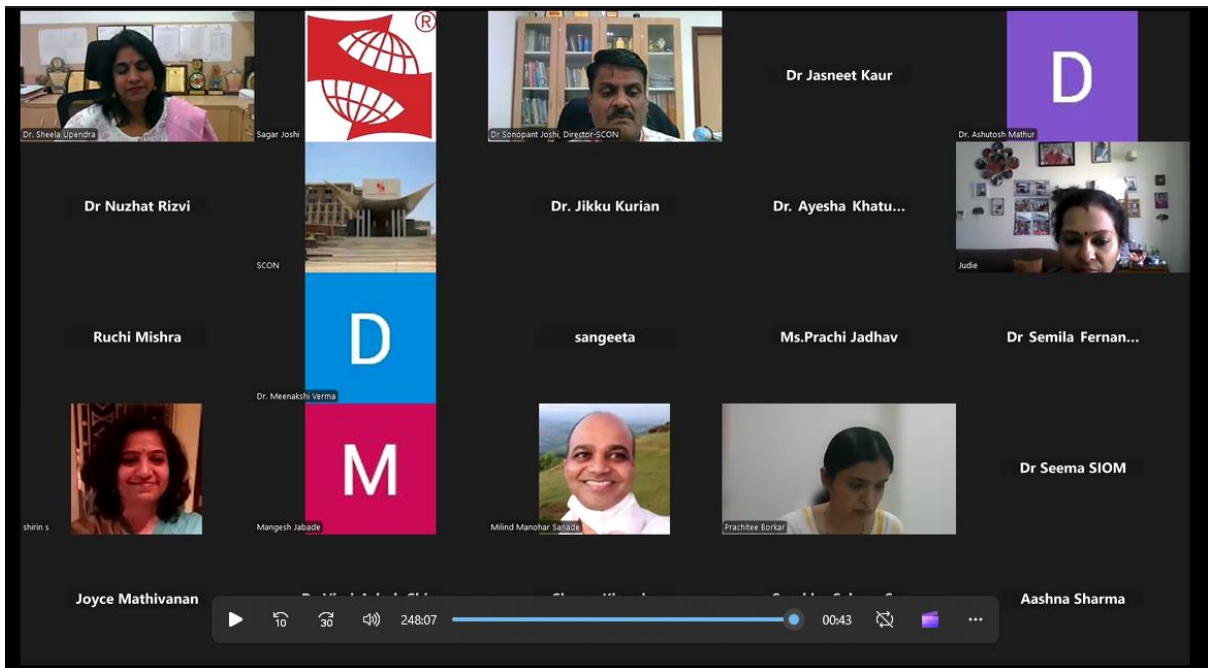 ®
Dr. Sheela Upendra
Sagar Joshi
Dr Sonopant Joshi, Director-SCON
Dr Jasneet Kaur
D
Dr. Ashutosh Mathur
Dr Nuzhat Rizvi
SCON
Dr. Jikku Kurian
Dr. Ayesha Khatu...
Judie
Ruchi Mishra
D
Dr. Meenakshi Verma
sangeeta
Ms.Prachi Jadhav
Dr Semila Fernan...
shirin s
M
Mangesh Jabade
Milind Manohar Sanade
Prachitee Borkar
Dr Seema SIOM
Joyce Mathivanan
Aashna Sharma
10
30
248:07
00:43